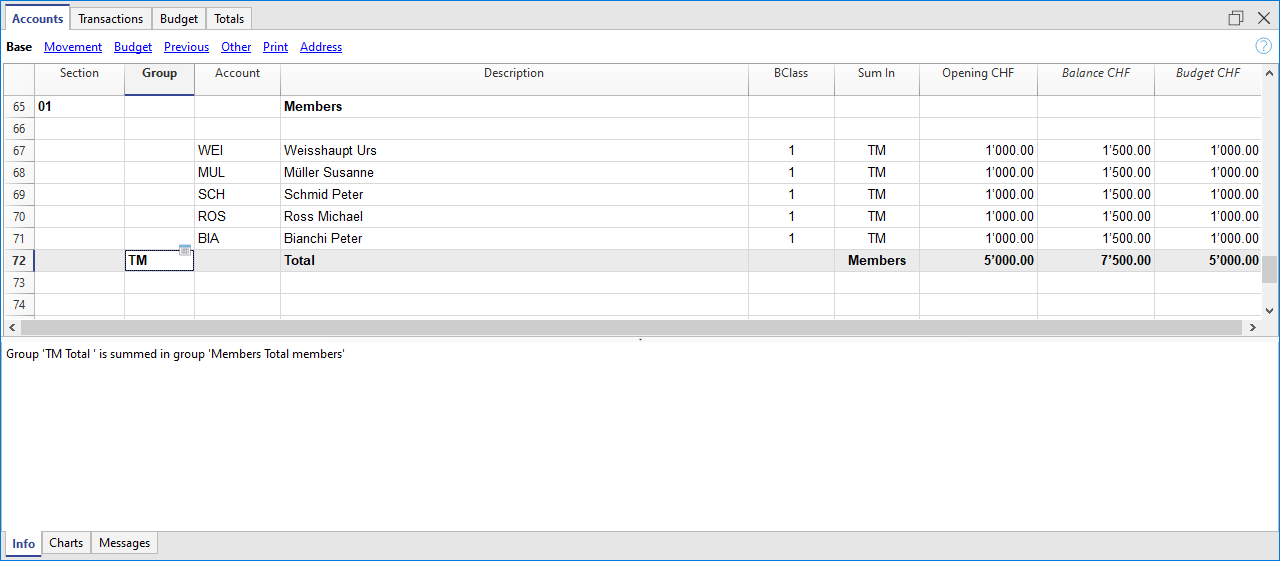 Accounts Transactions Budget Totals
Base Movement Budget Previous Other Print Address
Section Group Account Description BClass Sum In Opening CHF Balance CHF Budget CHF
65 01 Members
66
67 WEI Weisshaupt Urs 1 TM 1'000.00 1'500.00 1'000.00
68 MUL Müller Susanne 1 TM 1'000.00 1'500.00 1'000.00
69 SCH Schmid Peter 1 TM 1'000.00 1'500.00 1'000.00
70 ROS Ross Michael 1 TM 1'000.00 1'500.00 1'000.00
71 BIA Bianchi Peter 1 TM 1'000.00 1'500.00 1'000.00
72 TM Total Members 5'000.00 7'500.00 5'000.00
73
74
Group 'TM Total ' is summed in group 'Members Total members'
Info Charts Messages